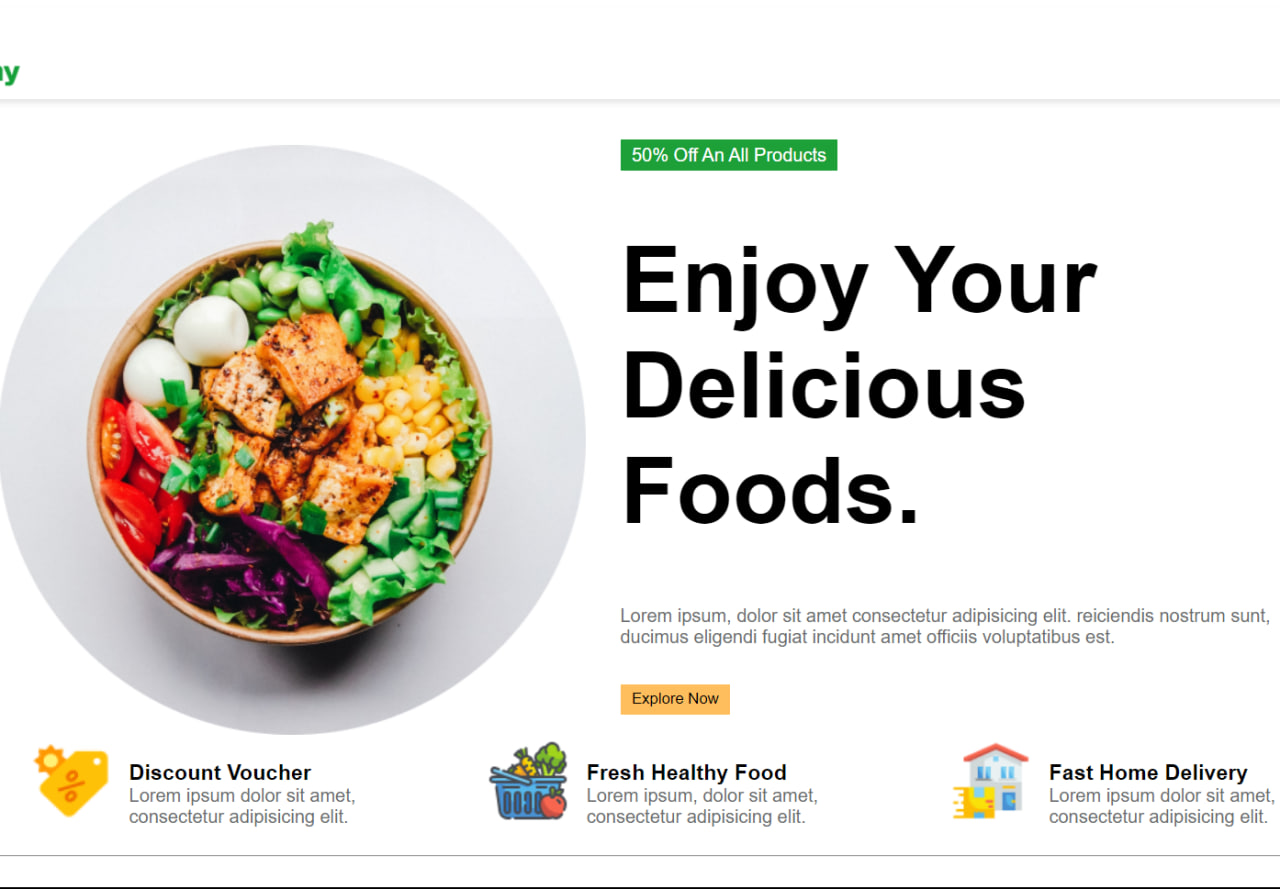 50% Off An All Products
Enjoy Your
Delicious
Foods.
Lorem ipsum, dolor sit amet consectetur adipisicing elit. reiciendis nostrum sunt,
ducimus eligendi fugiat incidunt amet officiis voluptatibus est.
Explore Now
Discount Voucher
Lorem ipsum dolor sit amet,
consectetur adipisicing elit.
Fresh Healthy Food
Lorem ipsum, dolor sit amet,
consectetur adipisicing elit.
Fast Home Delivery
Lorem ipsum dolor sit amet,
consectetur adipisicing elit.